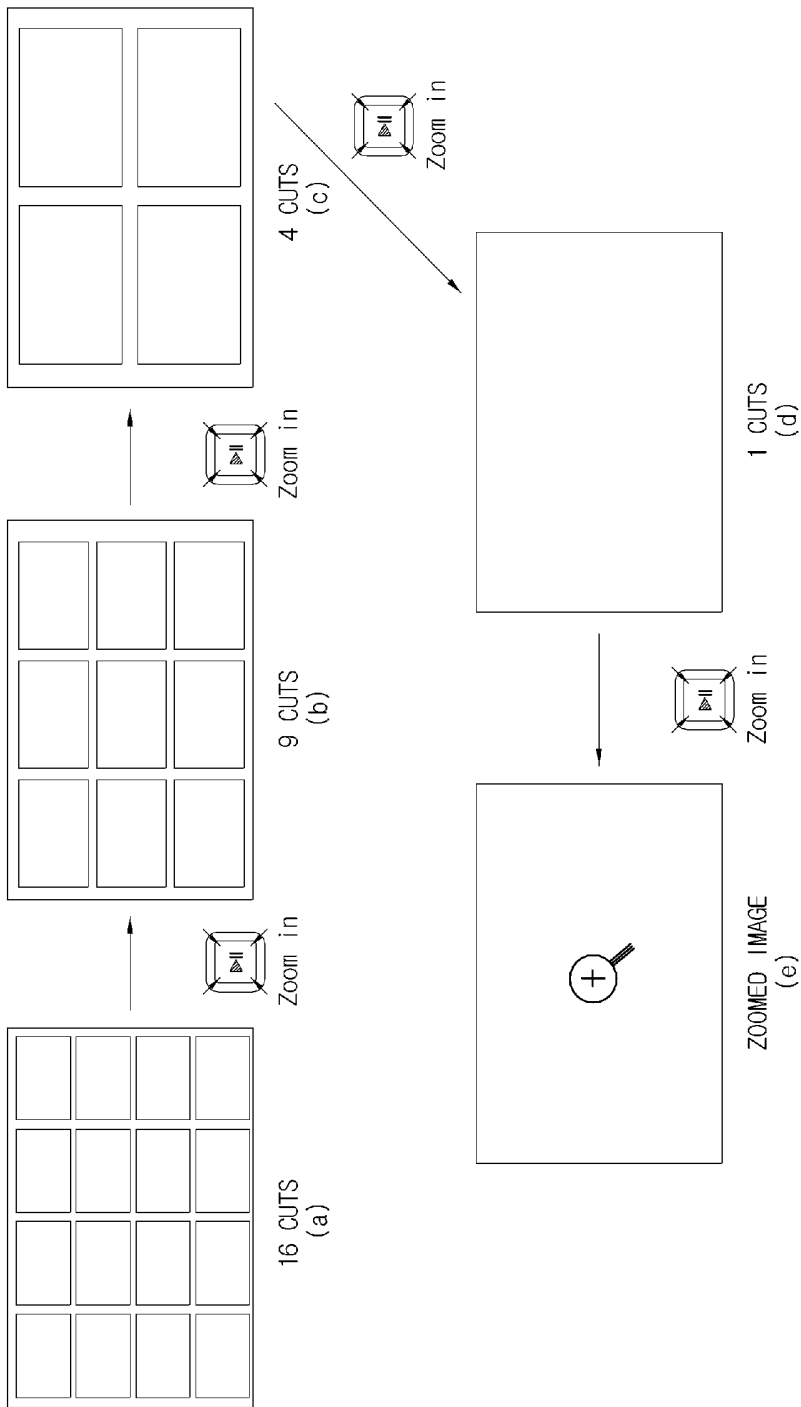 16 CUTS
(a)
Zoom in
9 CUTS
(b)
Zoom in
4 CUTS
(c)
Zoom in
1 CUTS
(d)
Zoom in
ZOOMED IMAGE
(e)